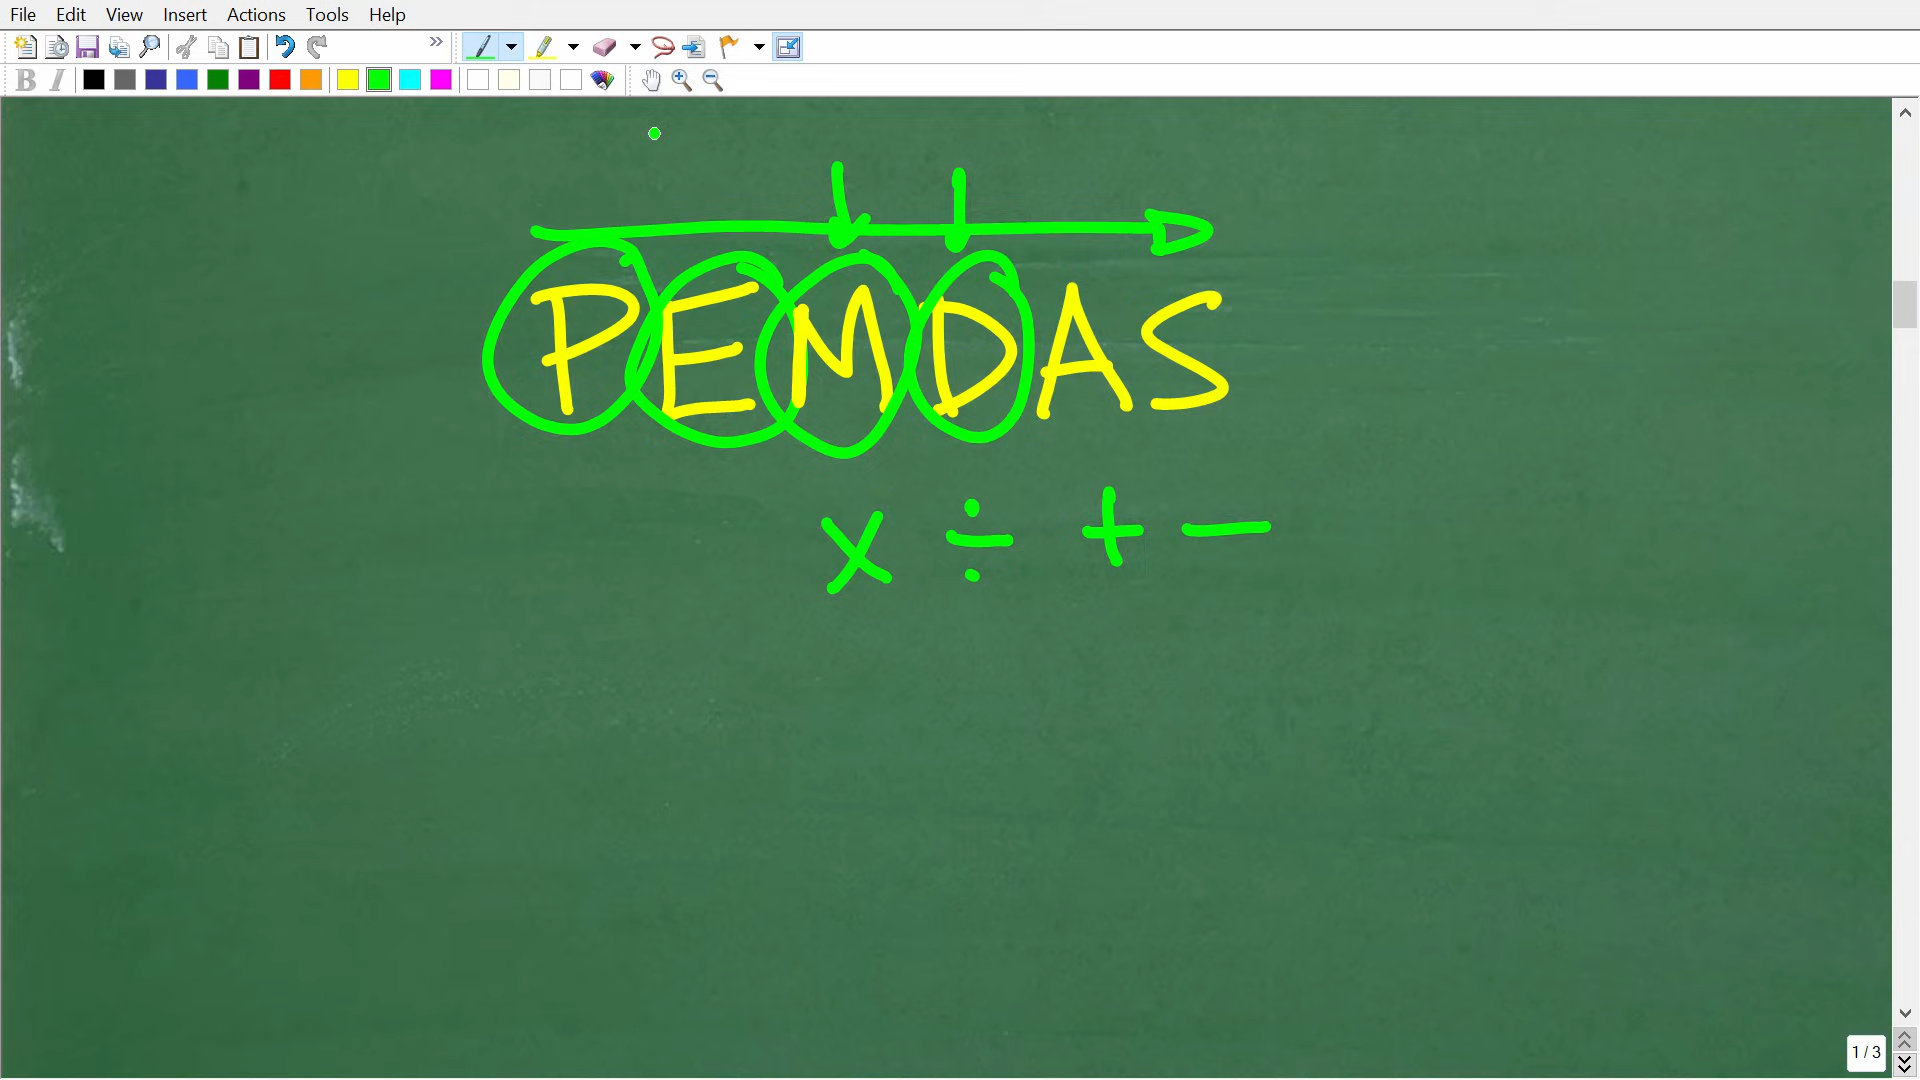 File Edit View Insert Actions Tools Help
B I
PEMDAS
x ÷ + −
1 / 3